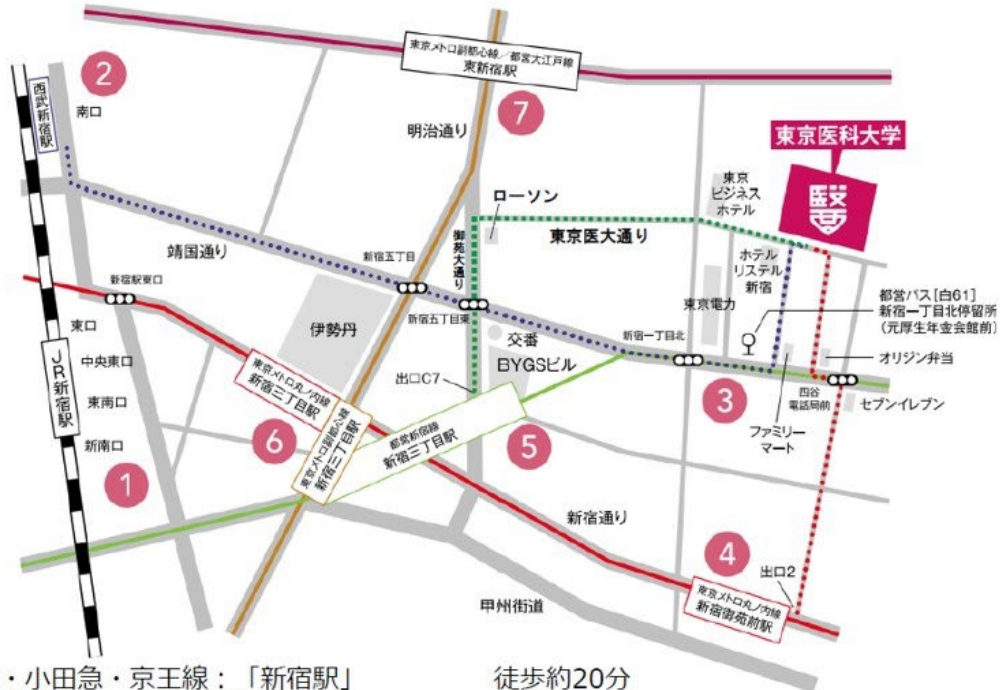 東京メトロ副都心線/都営大江戸線
東新宿駅
2
西武新宿駅
南口
7
明治通り
東京医科大学
醫
東京
ビジネス
ホテル
ローソン
東京医大通り
御苑大通り
靖国通り
新宿五丁目
ホテル
リステル
新宿
都営バス[白61]
新宿一丁目北停留所
(元厚生年金会館前)
新宿駅東口
新宿五丁目東
東京電力
東口
伊勢丹
交番
新宿一丁目北
BYGSビル
オリジン弁当
JR新宿駅
中央東口
出口C7
3
四谷
電話局前
セブンイレブン
東南口
東京メトロ丸ノ内線
新宿三丁目駅
ファミリー
マート
新南口
6
東京メトロ副都心線
新宿三丁目駅
都営新宿線
新宿三丁目駅
5
1
新宿通り
4
出口2
東京メトロ丸ノ内線
新宿御苑前駅
甲州街道
・小田急・京王線:「新宿駅」 徒歩約20分